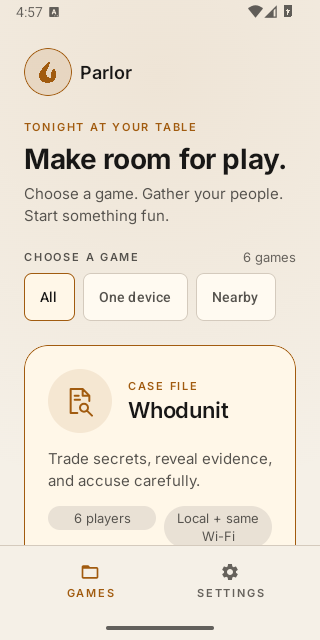 4:57
Parlor
TONIGHT AT YOUR TABLE
Make room for play.
Choose a game. Gather your people.
Start something fun.
CHOOSE A GAME
6 games
All
One device
Nearby
CASE FILE
Whodunit
Trade secrets, reveal evidence,
and accuse carefully.
6 players
Local + same
Wi-Fi
GAMES
SETTINGS